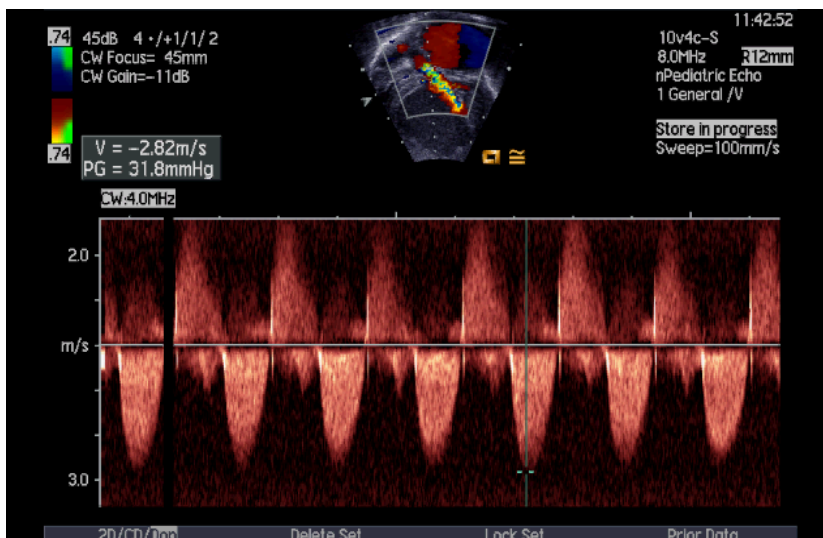 11:42:52
.74 45dB 4 •/+1/1/2
CW Focus= 45mm
CW Gain=-11dB
.74
10v4c-S
8.0MHz R12mm
nPediatric Echo
1 General /V
Store in progress
Sweep=100mm/s
V = -2.82m/s
PG = 31.8mmHg
CW:4.0MHz
2.0
m/s
3.0
2D/CD/Dop Delete Set Lock Set Prior Data